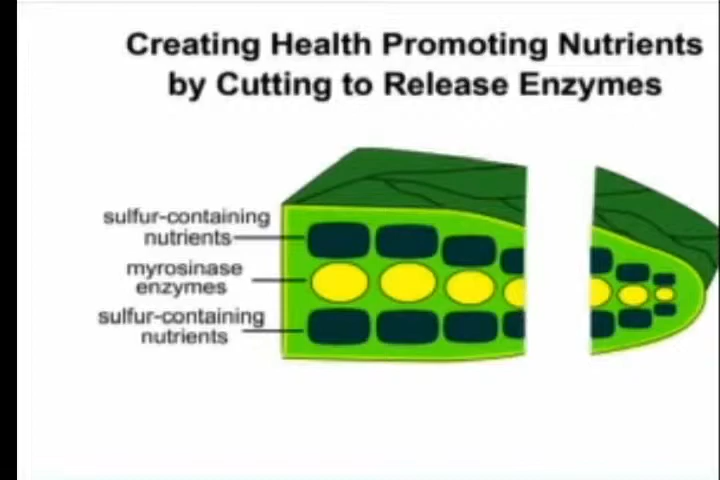 Creating Health Promoting Nutrients
by Cutting to Release Enzymes
sulfur-containing
nutrients
myrosinase
enzymes
sulfur-containing
nutrients